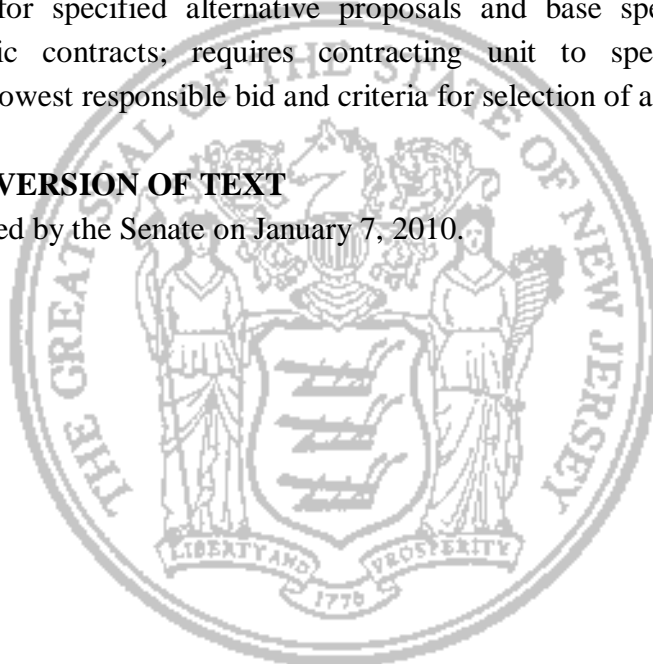 for specified alternative proposals and base spe
ic contracts; requires contracting unit to spe
owest responsible bid and criteria for selection of a
VERSION OF TEXT
ed by the Senate on January 7, 2010.
THE GREAT SEAL OF THE STATE OF NEW JERSEY
LIBERTY AND PROSPERITY
1776